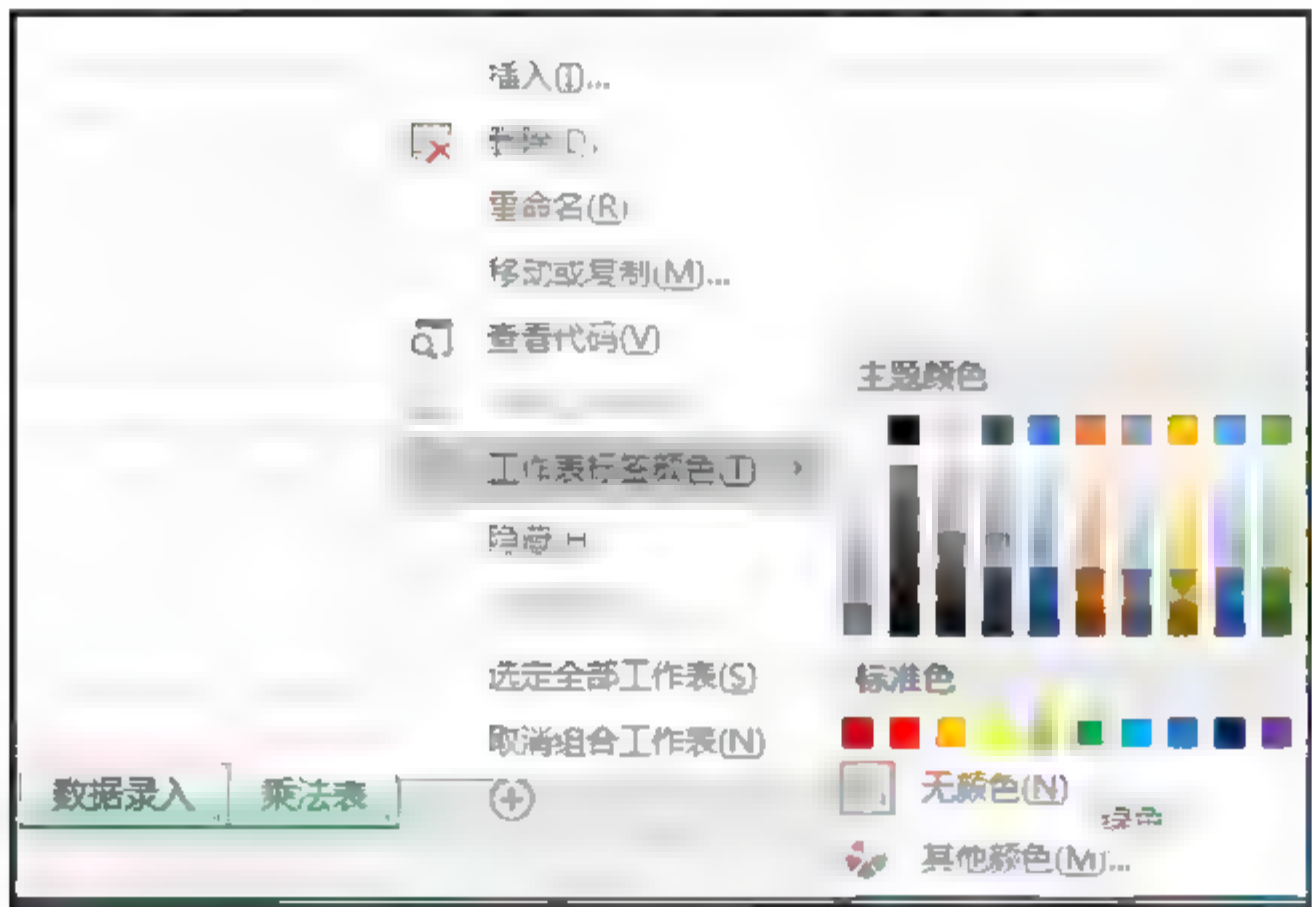 插入(I)...
重命名(R)
移动或复制(M)...
查看代码(V)
主题颜色
工作表标签颜色(T)
隐藏
选定全部工作表(S)
标准色
取消组合工作表(N)
数据录入 乘法表
无颜色(N)
其他颜色(M)...